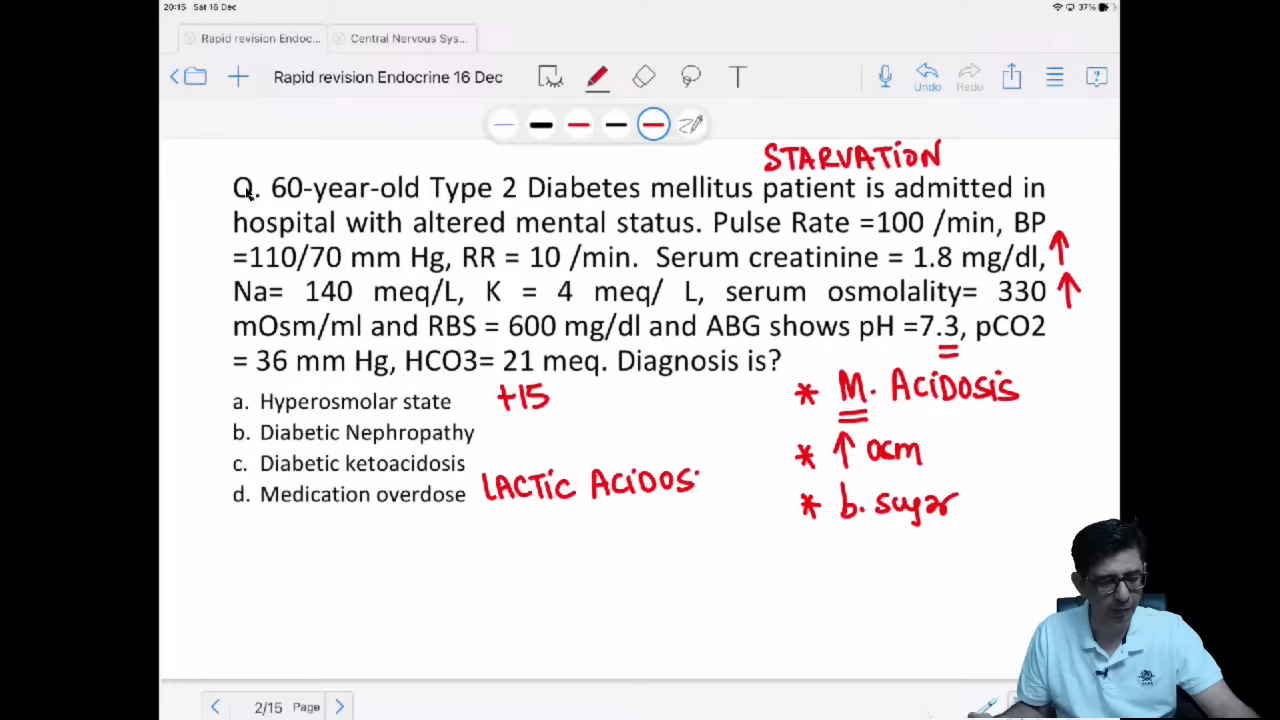 20:15 Sat 16 Dec
37%
Rapid revision Endoc...
Central Nervous Sys...
Rapid revision Endocrine 16 Dec
T
Undo
Redo
STARVATION
Q. 60-year-old Type 2 Diabetes mellitus patient is admitted in
hospital with altered mental status. Pulse Rate =100 /min, BP
=110/70 mm Hg, RR = 10 /min. Serum creatinine = 1.8 mg/dl, ↑
Na= 140 meq/L, K = 4 meq/ L, serum osmolality= 330 ↑
mOsm/ml and RBS = 600 mg/dl and ABG shows pH =7.3, pCO2
= 36 mm Hg, HCO3= 21 meq. Diagnosis is?
a. Hyperosmolar state +15
b. Diabetic Nephropathy
c. Diabetic ketoacidosis
d. Medication overdose LACTIC ACIDOS
* M. ACIDOSIS
* ↑ osm
* b. sugar
2/15 Page